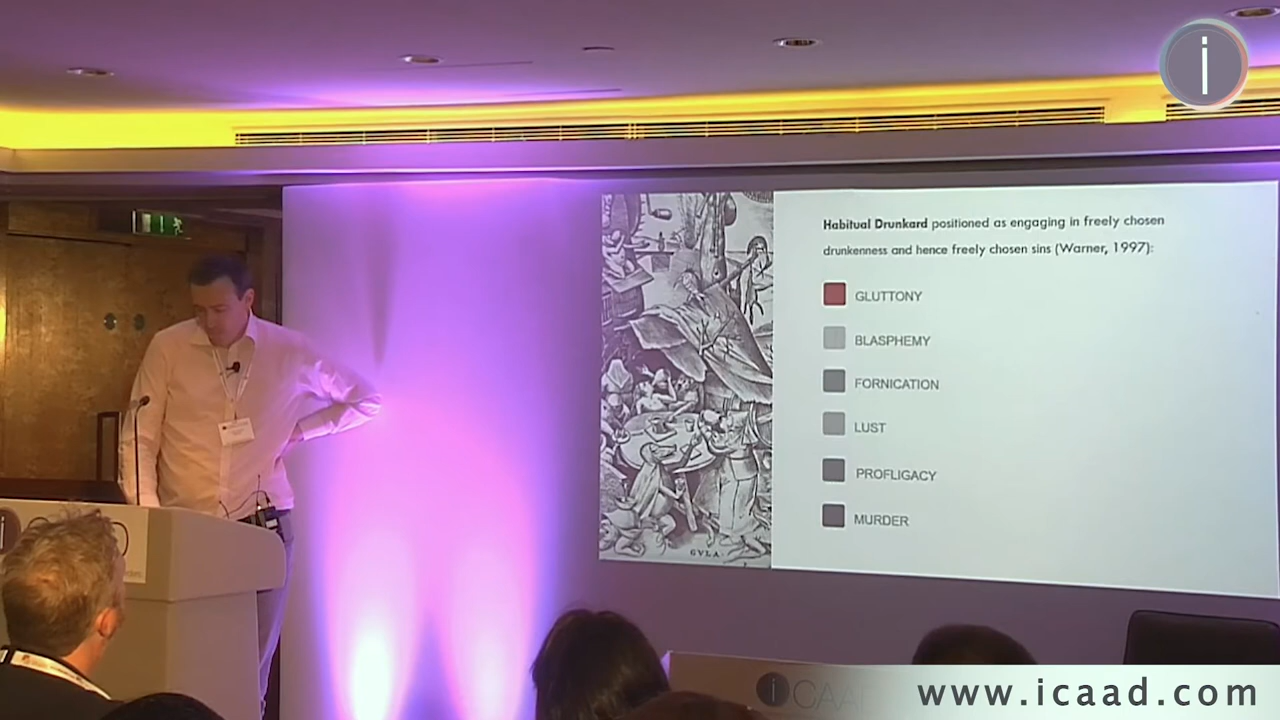 i
Habitual Drunkard positioned as engaging in freely chosen
drunkenness and hence freely chosen sins (Warner, 1997):
GLUTTONY
BLASPHEMY
FORNICATION
LUST
PROFLIGACY
MURDER
GVLA
iCAAD
www.icaad.com